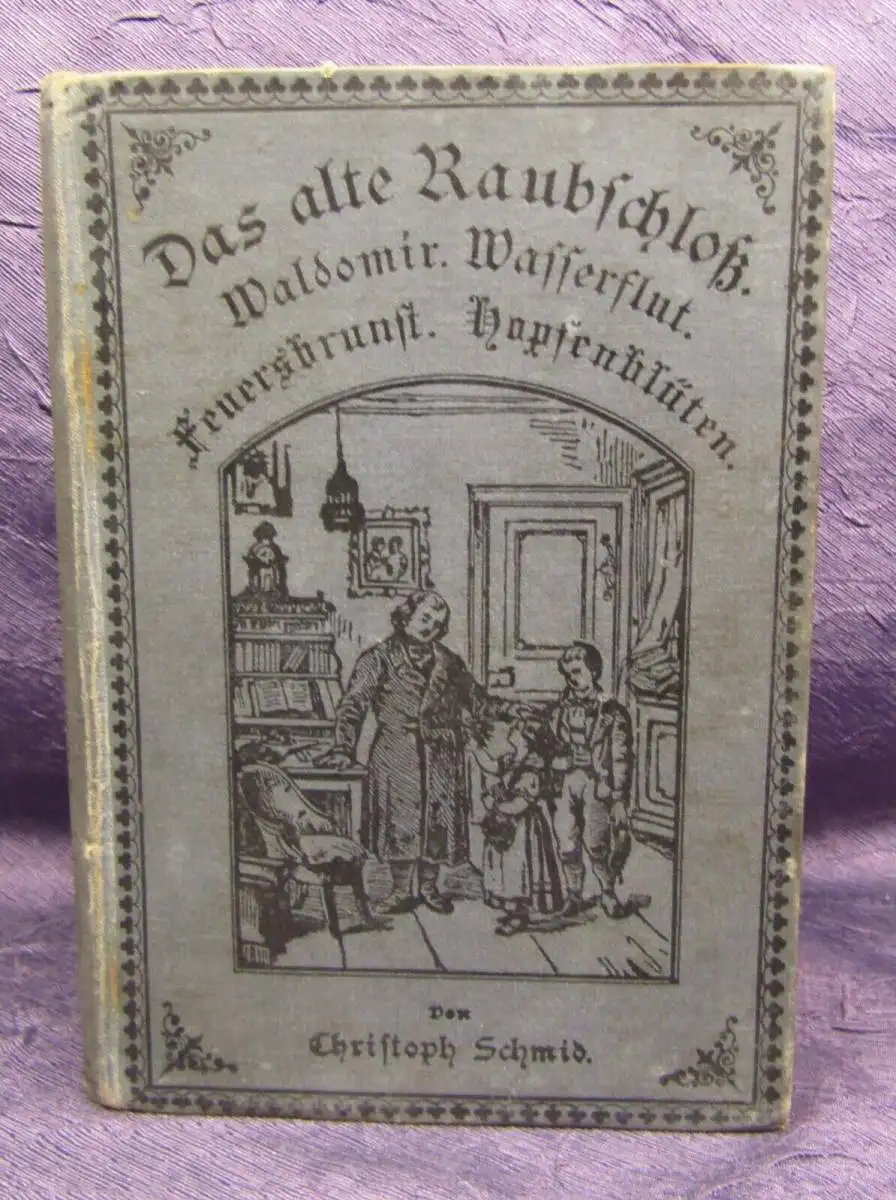 Das alte Raubschloß.
Waldomir. Wasserflut.
Feuersbrunst. Hopfenblüten.
Von
Christoph Schmid.